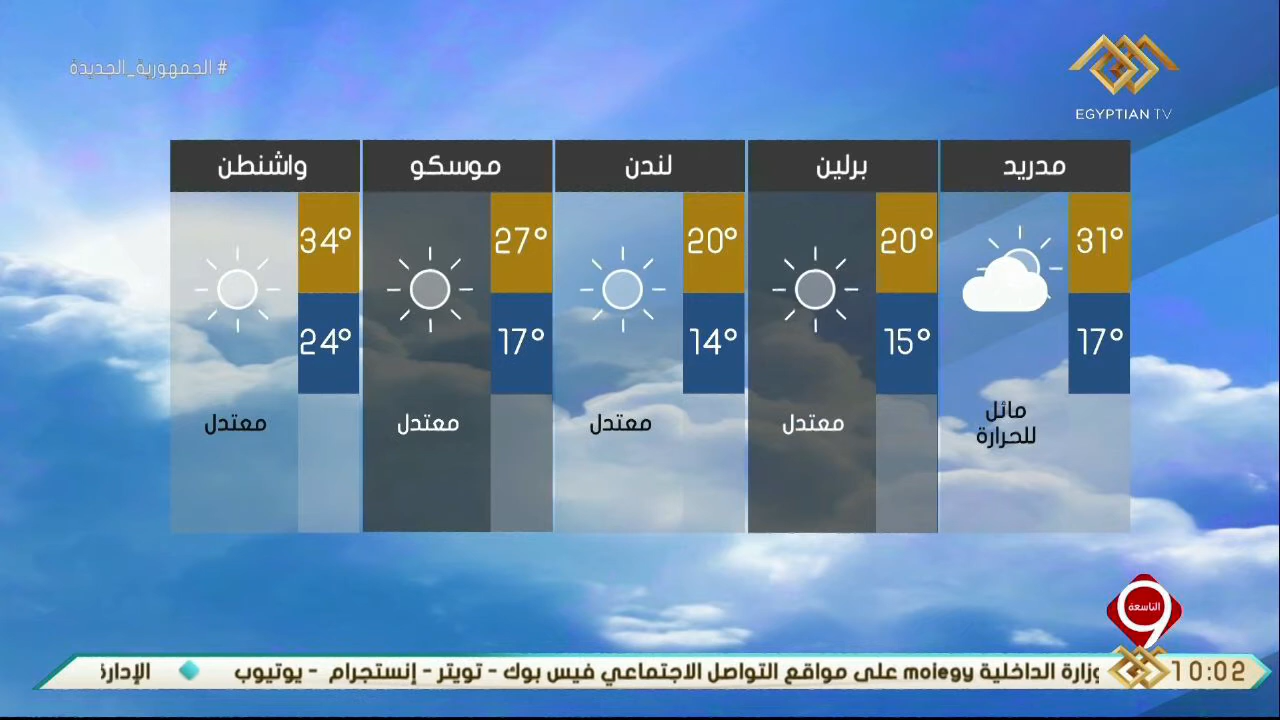 # الجمهورية_الجديدة
EGYPTIAN TV
مدريد
31°
17°
مائل
للحرارة
برلين
20°
15°
معتدل
لندن
20°
14°
معتدل
موسكو
27°
17°
معتدل
واشنطن
34°
24°
معتدل
التاسعة
9
10:02
وزارة الداخلية moiegy على مواقع التواصل الاجتماعي فيس بوك - تويتر - إنستجرام - يوتيوب